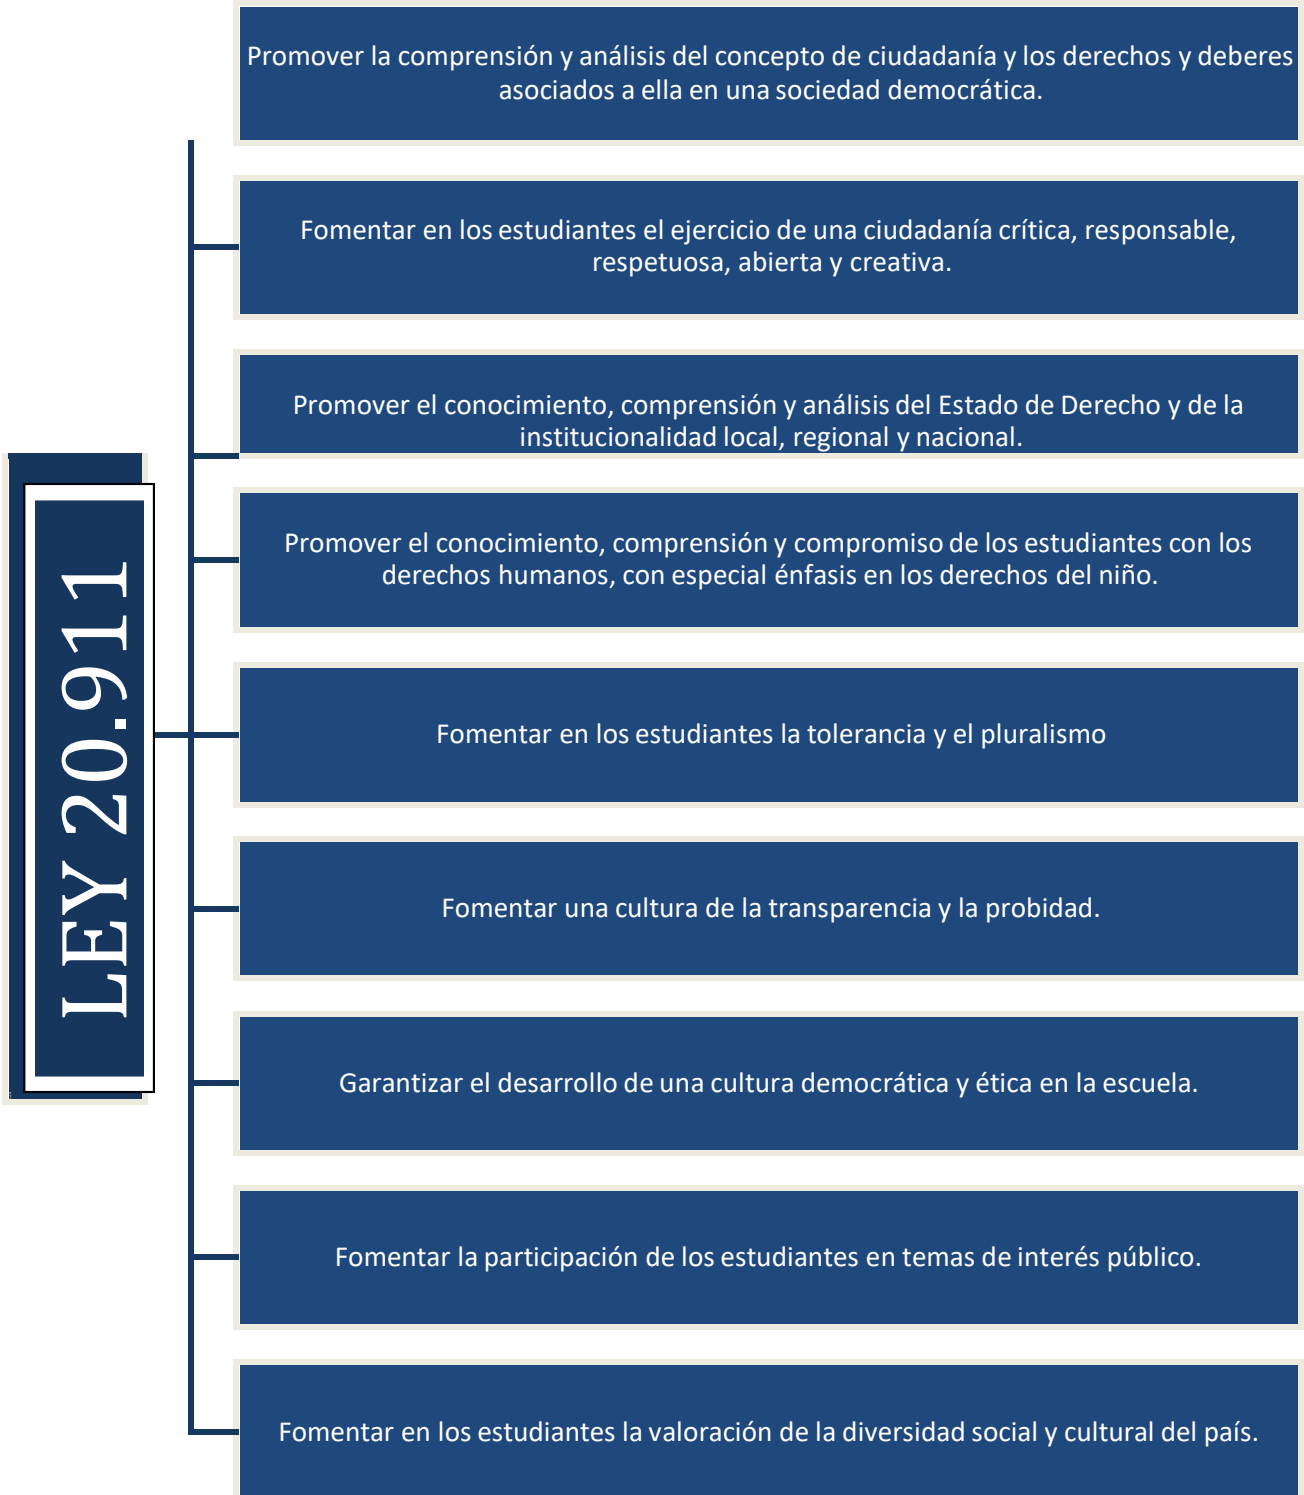 Promover la comprensión y análisis del concepto de ciudadanía y los derechos y deberes
asociados a ella en una sociedad democrática.
Fomentar en los estudiantes el ejercicio de una ciudadanía crítica, responsable,
respetuosa, abierta y creativa.
Promover el conocimiento, comprensión y análisis del Estado de Derecho y de la
institucionalidad local, regional y nacional.
LEY 20.911
Promover el conocimiento, comprensión y compromiso de los estudiantes con los
derechos humanos, con especial énfasis en los derechos del niño.
Fomentar en los estudiantes la tolerancia y el pluralismo
Fomentar una cultura de la transparencia y la probidad.
Garantizar el desarrollo de una cultura democrática y ética en la escuela.
Fomentar la participación de los estudiantes en temas de interés público.
Fomentar en los estudiantes la valoración de la diversidad social y cultural del país.